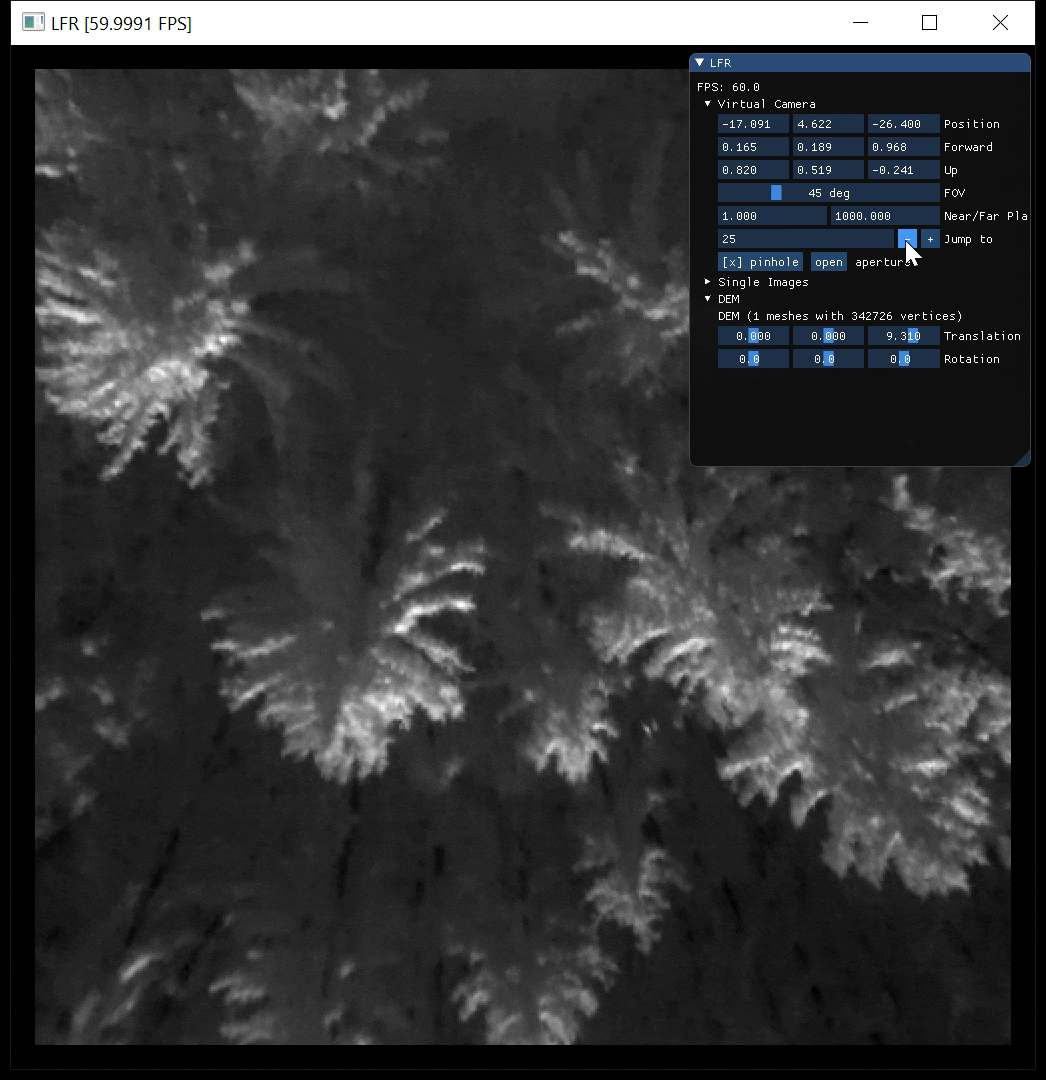 LFR [59.9991 FPS]
LFR
FPS: 60.0
Virtual Camera
-17.091 4.622 -26.400 Position
0.165 0.189 0.968 Forward
0.820 0.519 -0.241 Up
45 deg FOV
1.000 1000.000 Near/Far Pla
25 - + Jump to
[x] pinhole open aperture
Single Images
DEM
DEM (1 meshes with 342726 vertices)
0.000 0.000 9.310 Translation
0.0 0.0 0.0 Rotation